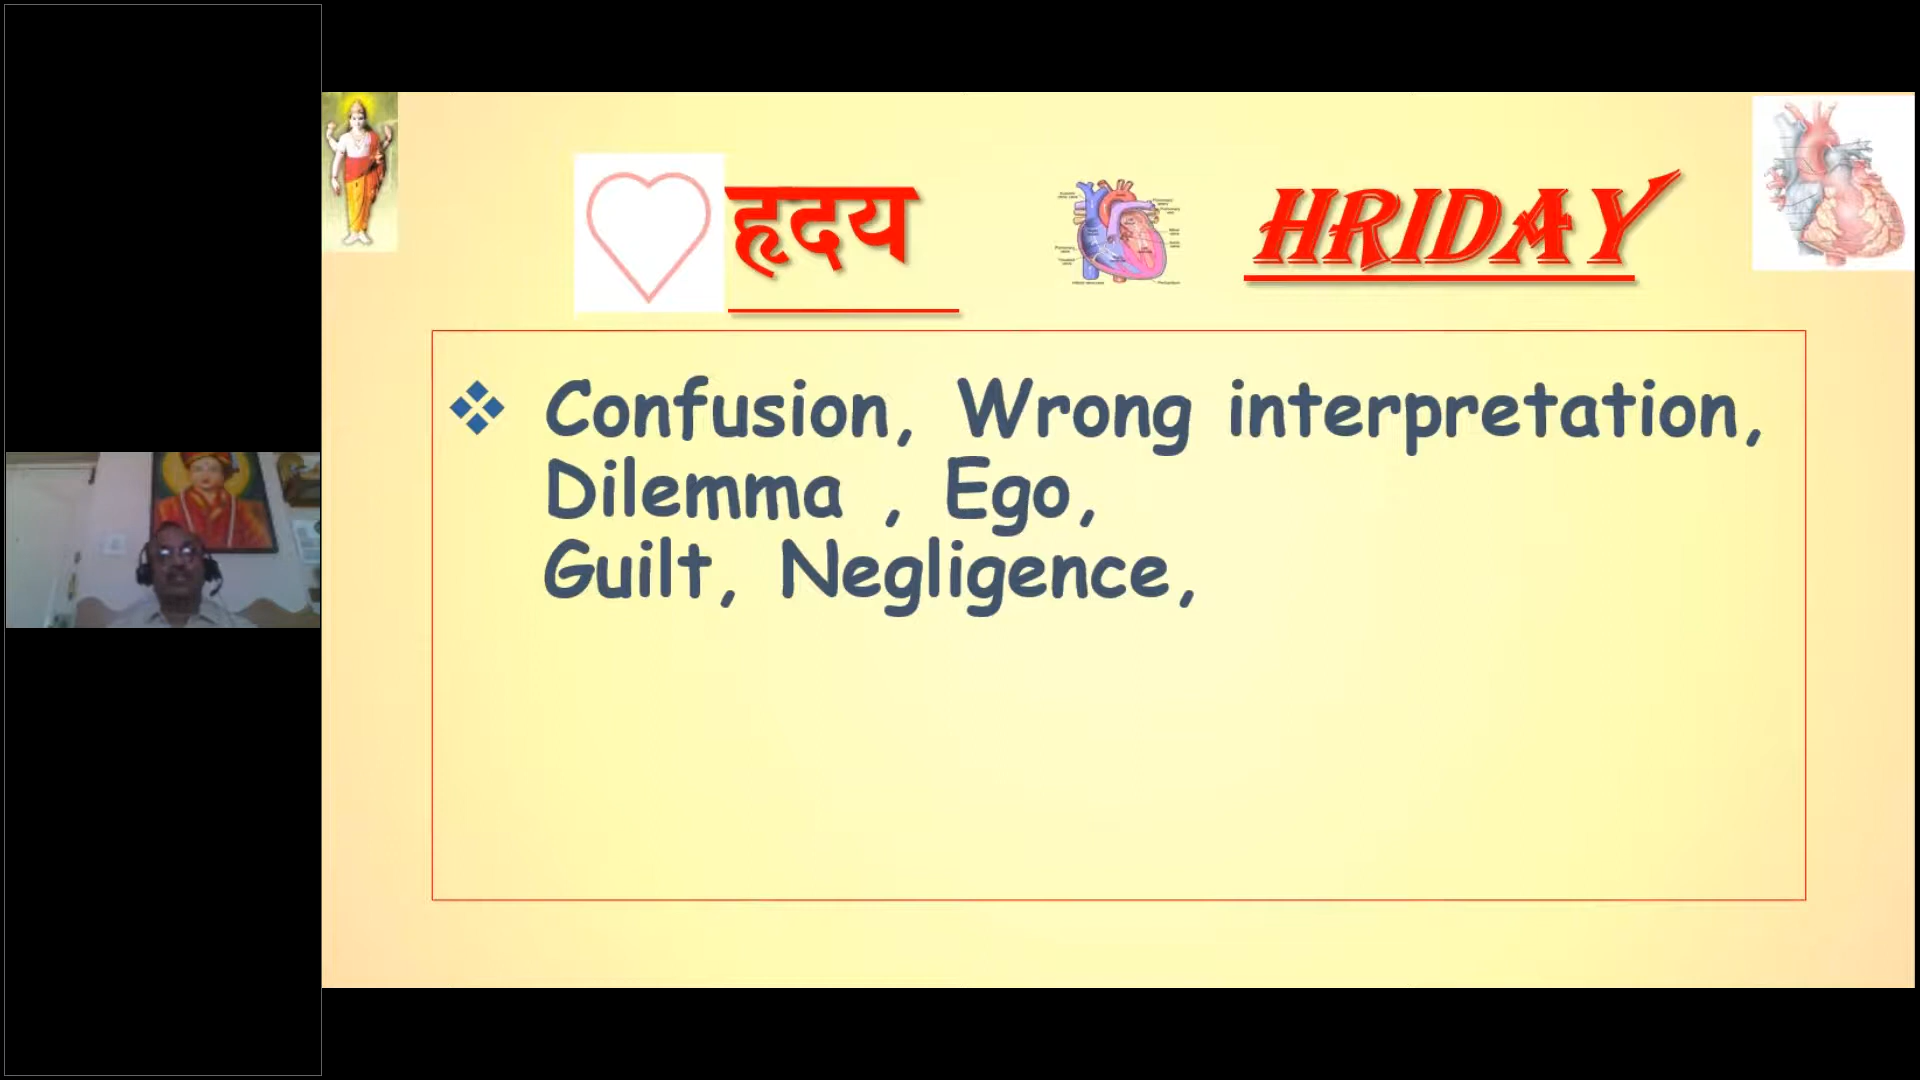 हृदय
HRIDAY
Confusion, Wrong interpretation,
Dilemma , Ego,
Guilt, Negligence,